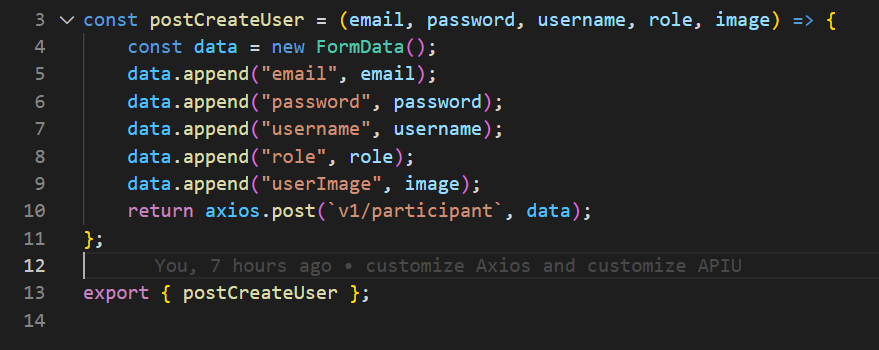 3 const postCreateUser = (email, password, username, role, image) => {
4 const data = new FormData();
5 data.append("email", email);
6 data.append("password", password);
7 data.append("username", username);
8 data.append("role", role);
9 data.append("userImage", image);
10 return axios.post(`v1/participant`, data);
11 };
12 You, 7 hours ago • customize Axios and customize APIU
13 export { postCreateUser };
14